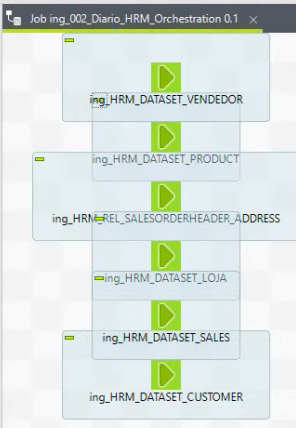 Job ing_002_Diario_HRM_Orchestration 0.1
ing_HRM_DATASET_VENDEDOR
ing_HRM_DATASET_PRODUCT
ing_HRM_REL_SALESORDERHEADER_ADDRESS
ing_HRM_DATASET_LOJA
ing_HRM_DATASET_SALES
ing_HRM_DATASET_CUSTOMER